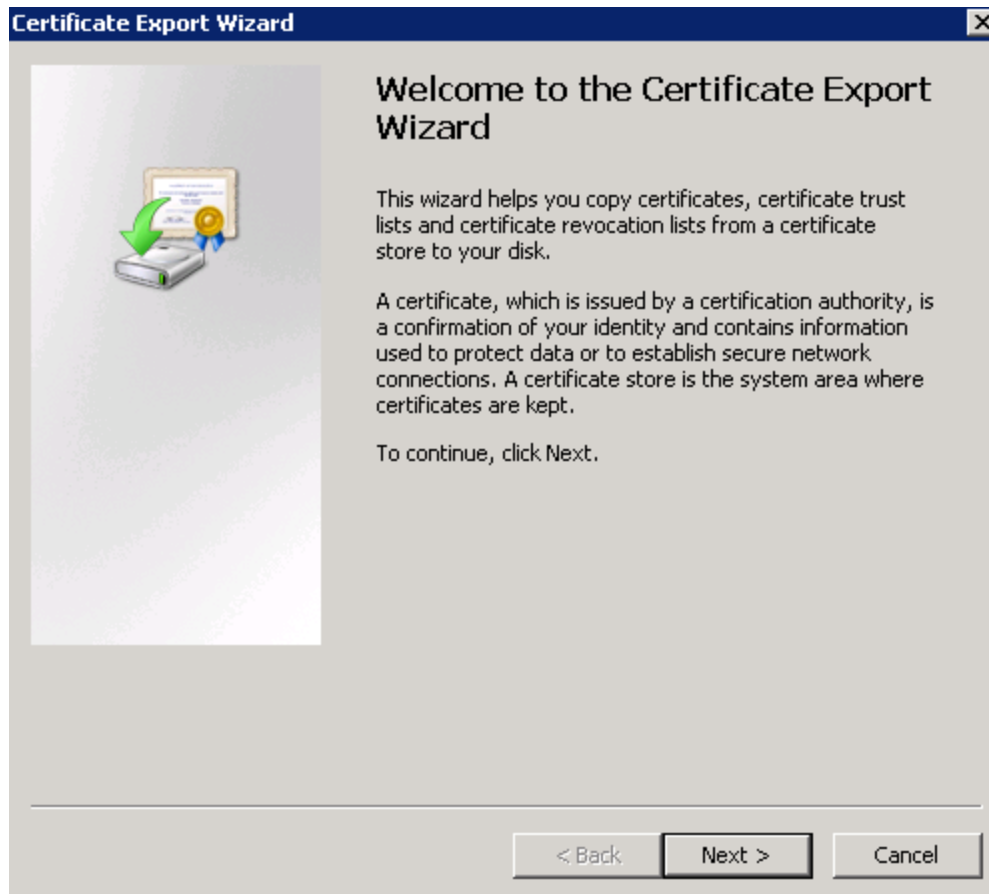 Certificate Export Wizard
Welcome to the Certificate Export
Wizard
This wizard helps you copy certificates, certificate trust
lists and certificate revocation lists from a certificate
store to your disk.
A certificate, which is issued by a certification authority, is
a confirmation of your identity and contains information
used to protect data or to establish secure network
connections. A certificate store is the system area where
certificates are kept.
To continue, click Next.
< Back
Next >
Cancel